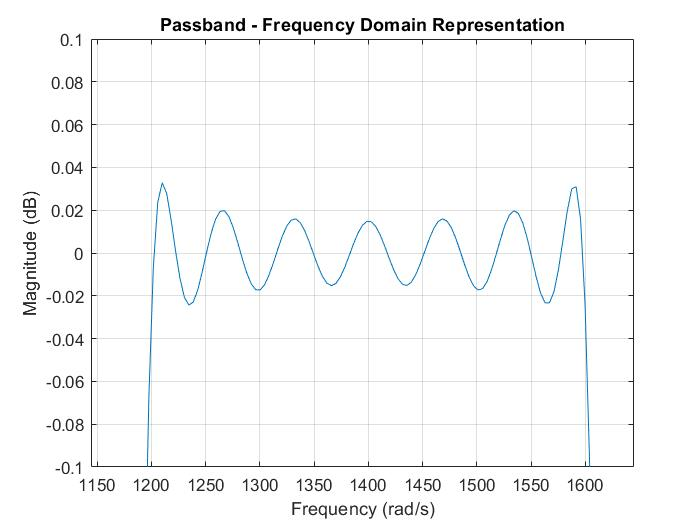 Passband - Frequency Domain Representation
0.1
0.08
0.06
0.04
0.02
0
-0.02
-0.04
-0.06
-0.08
-0.1
Magnitude (dB)
1150 1200 1250 1300 1350 1400 1450 1500 1550 1600
Frequency (rad/s)